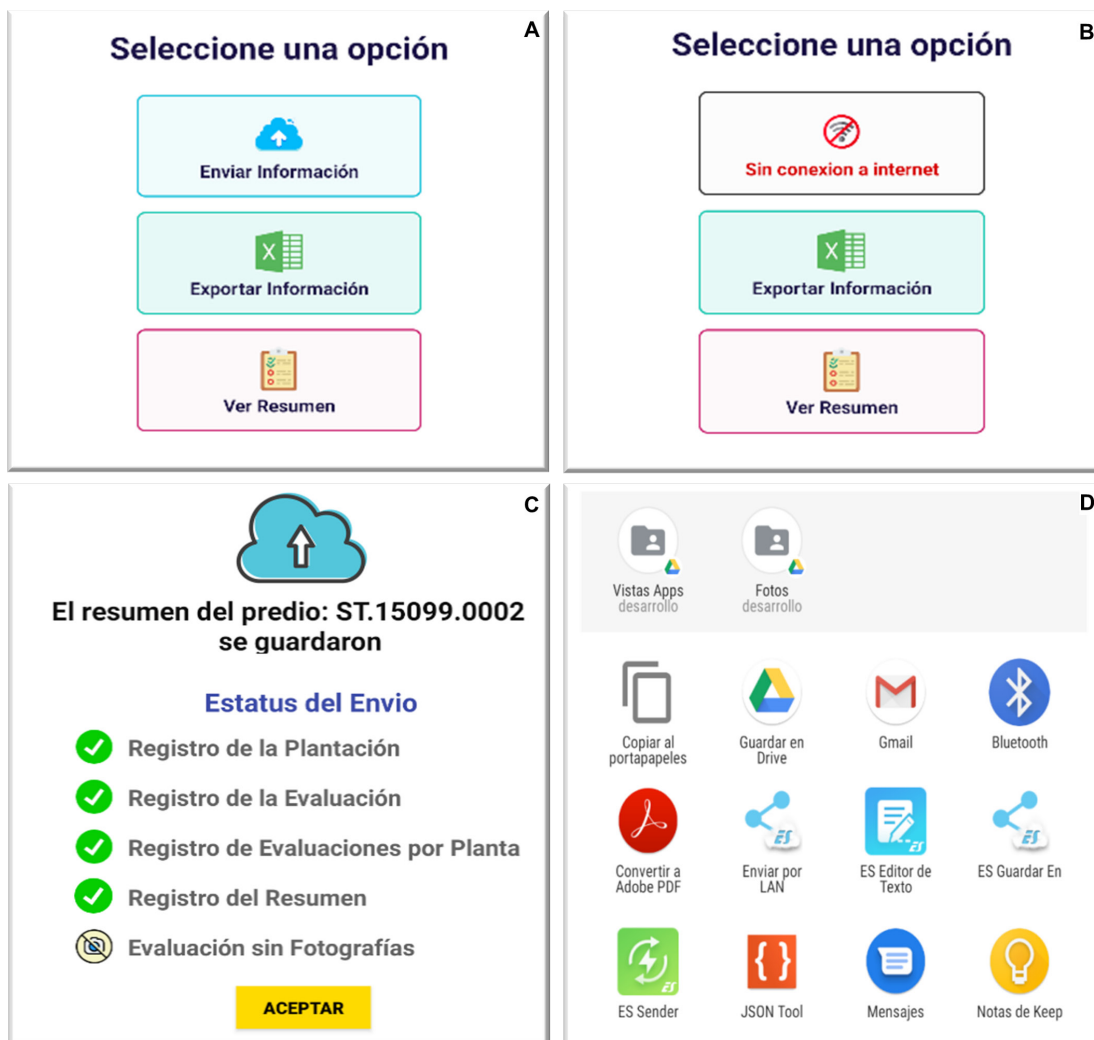 A
Seleccione una opción
Enviar Información
X
Exportar Información
Ver Resumen
B
Seleccione una opción
Sin conexion a internet
X
Exportar Información
Ver Resumen
C
El resumen del predio: ST.15099.0002
se guardaron
Estatus del Envio
Registro de la Plantación
Registro de la Evaluación
Registro de Evaluaciones por Planta
Registro del Resumen
Evaluación sin Fotografías
ACEPTAR
D
Vistas Apps
desarrollo
Fotos
desarrollo
Copiar al
portapapeles
Guardar en
Drive
Gmail
Bluetooth
Convertir a
Adobe PDF
ES
Enviar por
LAN
ES
ES Editor de
Texto
ES
ES Guardar En
ES
ES Sender
{ }
JSON Tool
Mensajes
Notas de Keep